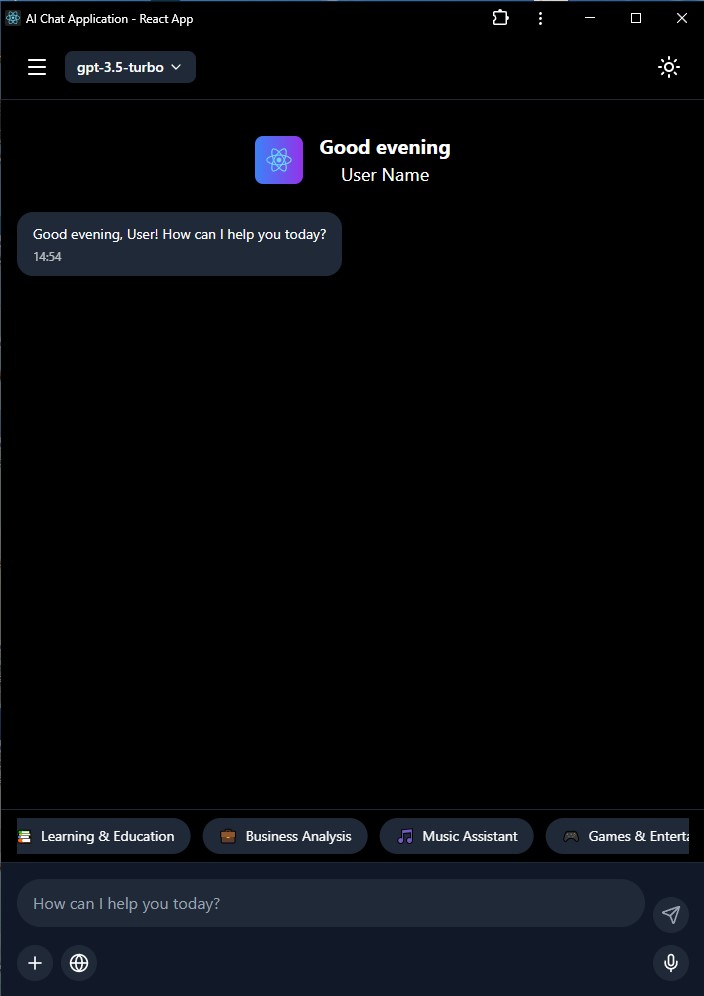 AI Chat Application - React App
gpt-3.5-turbo
Good evening
User Name
Good evening, User! How can I help you today?
14:54
Learning & Education
Business Analysis
Music Assistant
Games & Enterta
How can I help you today?